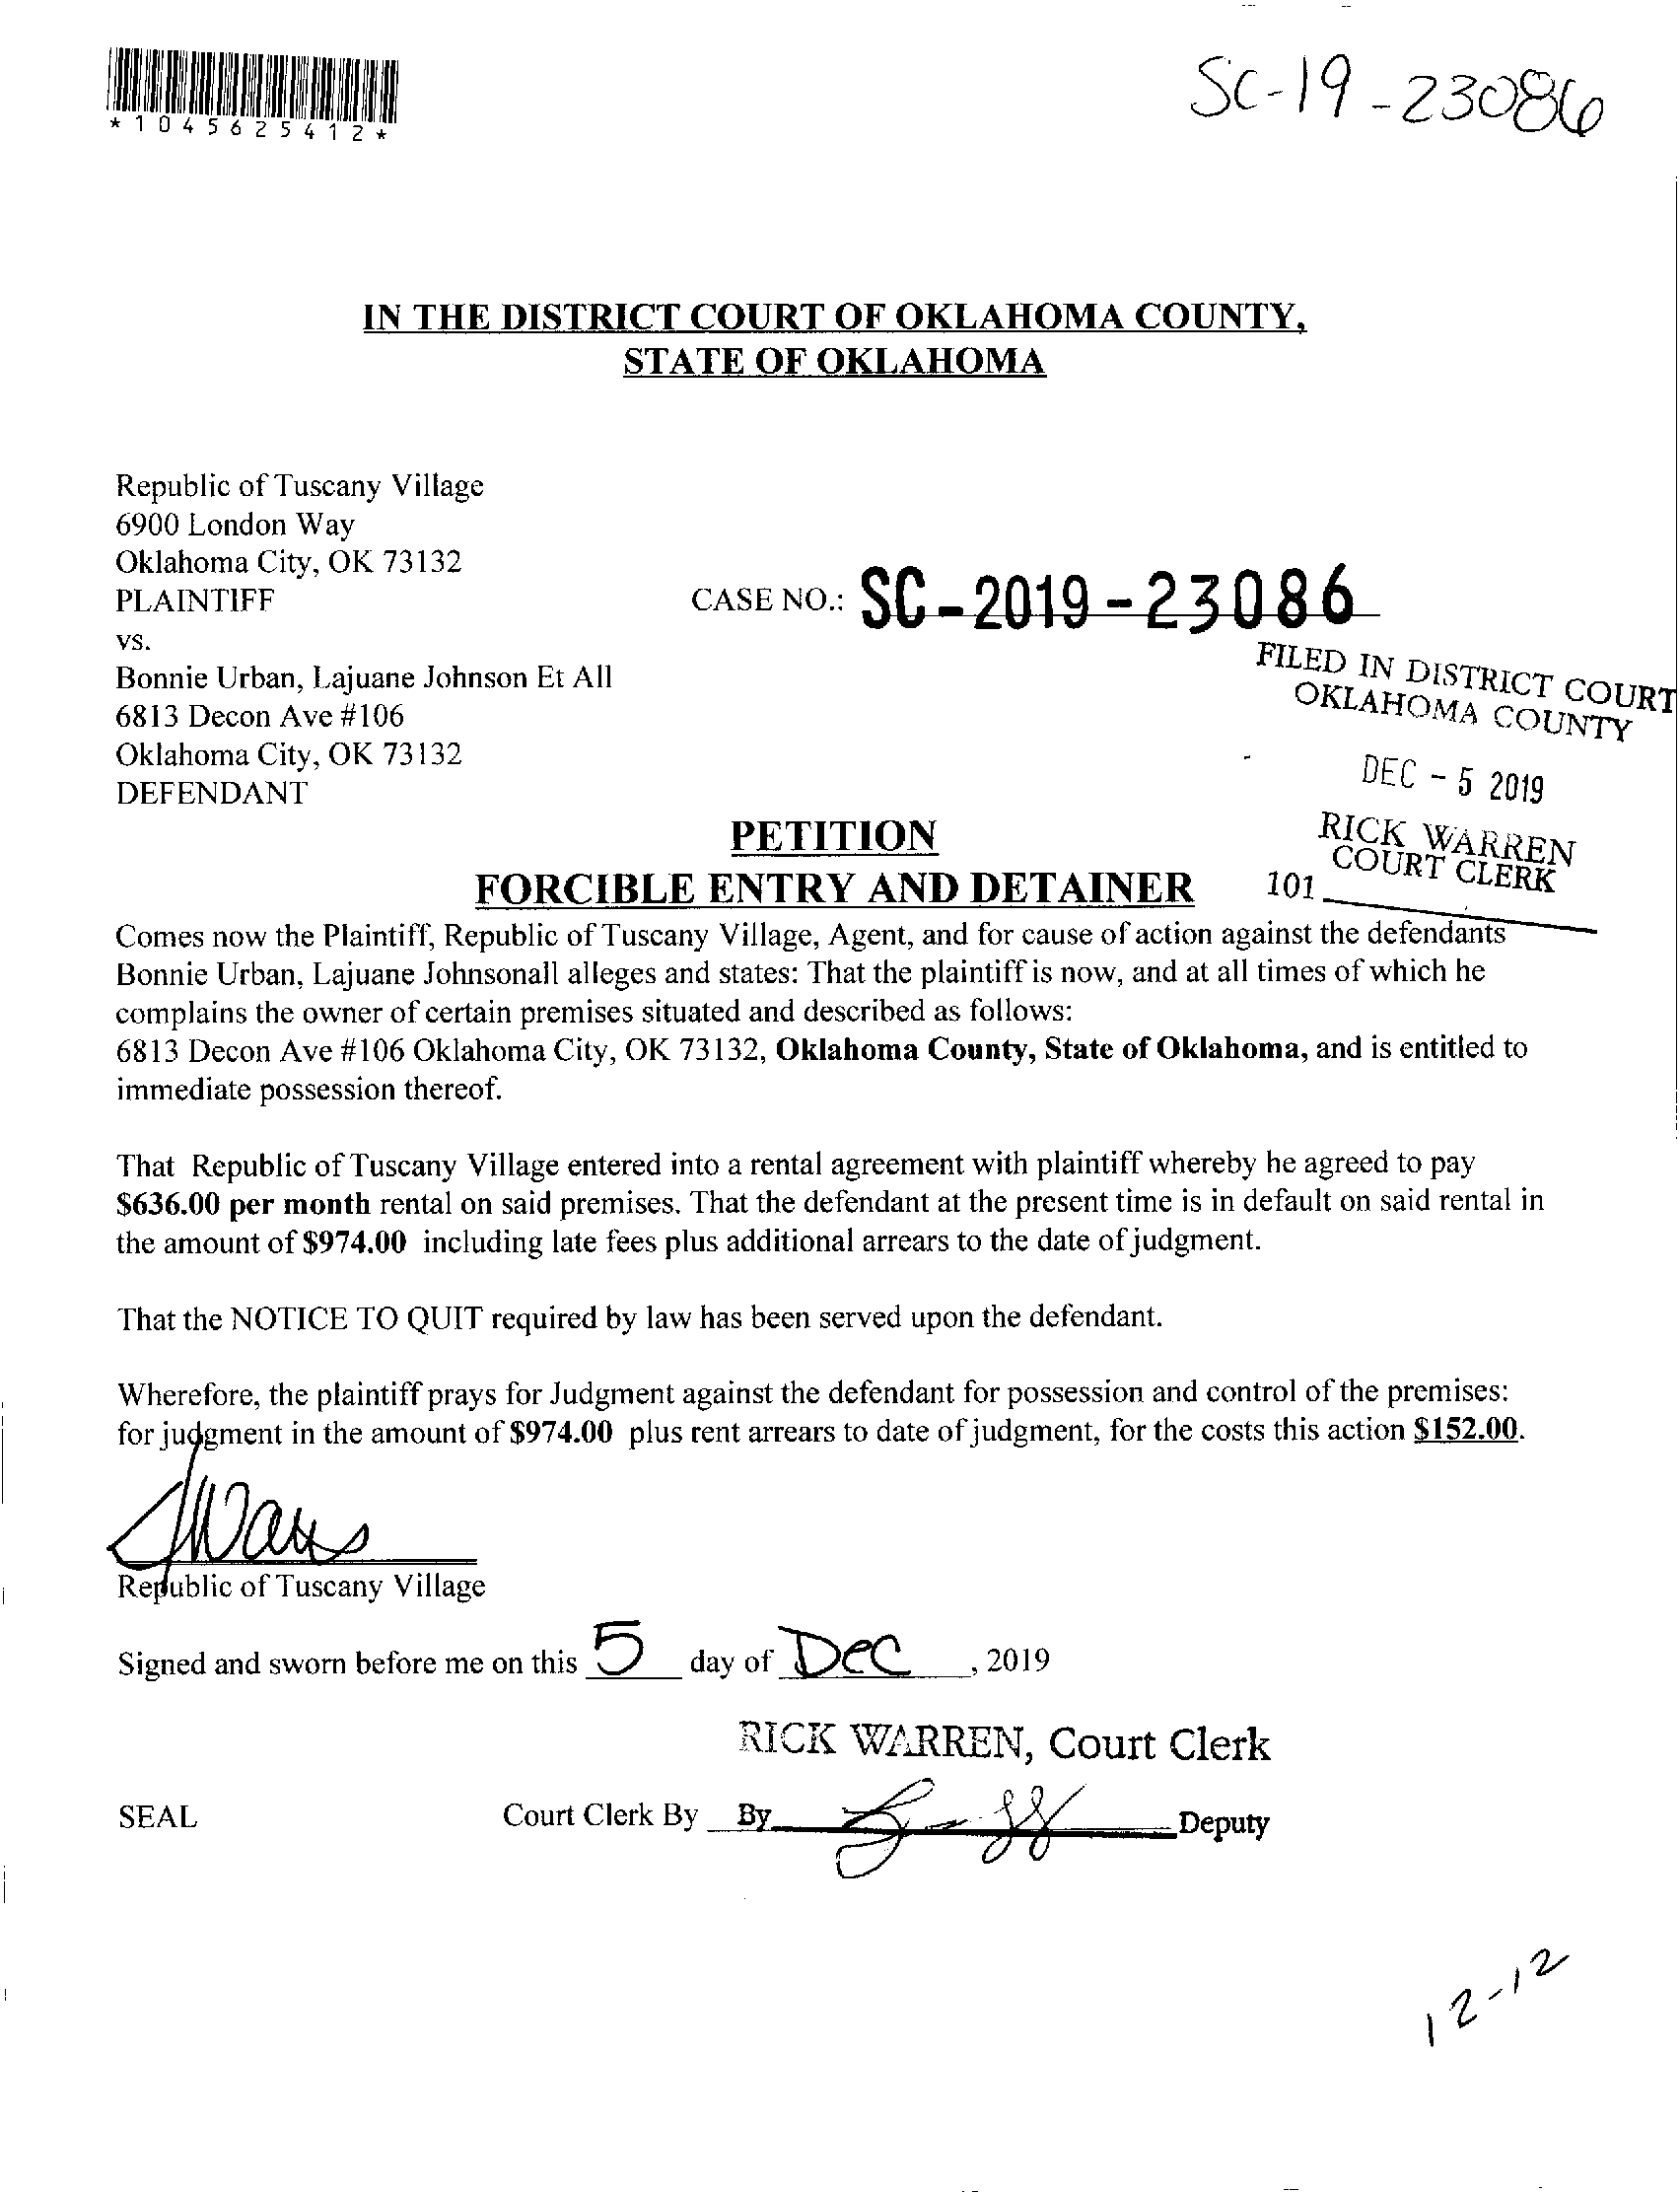 SC-19-23086
*1045625412*
IN THE DISTRICT COURT OF OKLAHOMA COUNTY,
STATE OF OKLAHOMA
Republic of Tuscany Village
6900 London Way
Oklahoma City, OK 73132
PLAINTIFF
CASE NO.: SC-2019-23086
vs.
Bonnie Urban, Lajuane Johnson Et All
6813 Decon Ave #106
Oklahoma City, OK 73132
DEFENDANT
FILED IN DISTRICT COURT
OKLAHOMA COUNTY
DEC - 5 2019
RICK WARREN
COURT CLERK
101
PETITION
FORCIBLE ENTRY AND DETAINER
Comes now the Plaintiff, Republic of Tuscany Village, Agent, and for cause of action against the defendants
Bonnie Urban, Lajuane Johnsonall alleges and states: That the plaintiff is now, and at all times of which he
complains the owner of certain premises situated and described as follows:
6813 Decon Ave #106 Oklahoma City, OK 73132, Oklahoma County, State of Oklahoma, and is entitled to
immediate possession thereof.
That Republic of Tuscany Village entered into a rental agreement with plaintiff whereby he agreed to pay
$636.00 per month rental on said premises. That the defendant at the present time is in default on said rental in
the amount of $974.00 including late fees plus additional arrears to the date of judgment.
That the NOTICE TO QUIT required by law has been served upon the defendant.
Wherefore, the plaintiff prays for Judgment against the defendant for possession and control of the premises:
for judgment in the amount of $974.00 plus rent arrears to date of judgment, for the costs this action $152.00.
Republic of Tuscany Village
Signed and sworn before me on this 5 day of Dec, 2019
RICK WARREN, Court Clerk
SEAL Court Clerk By By Deputy
12-12